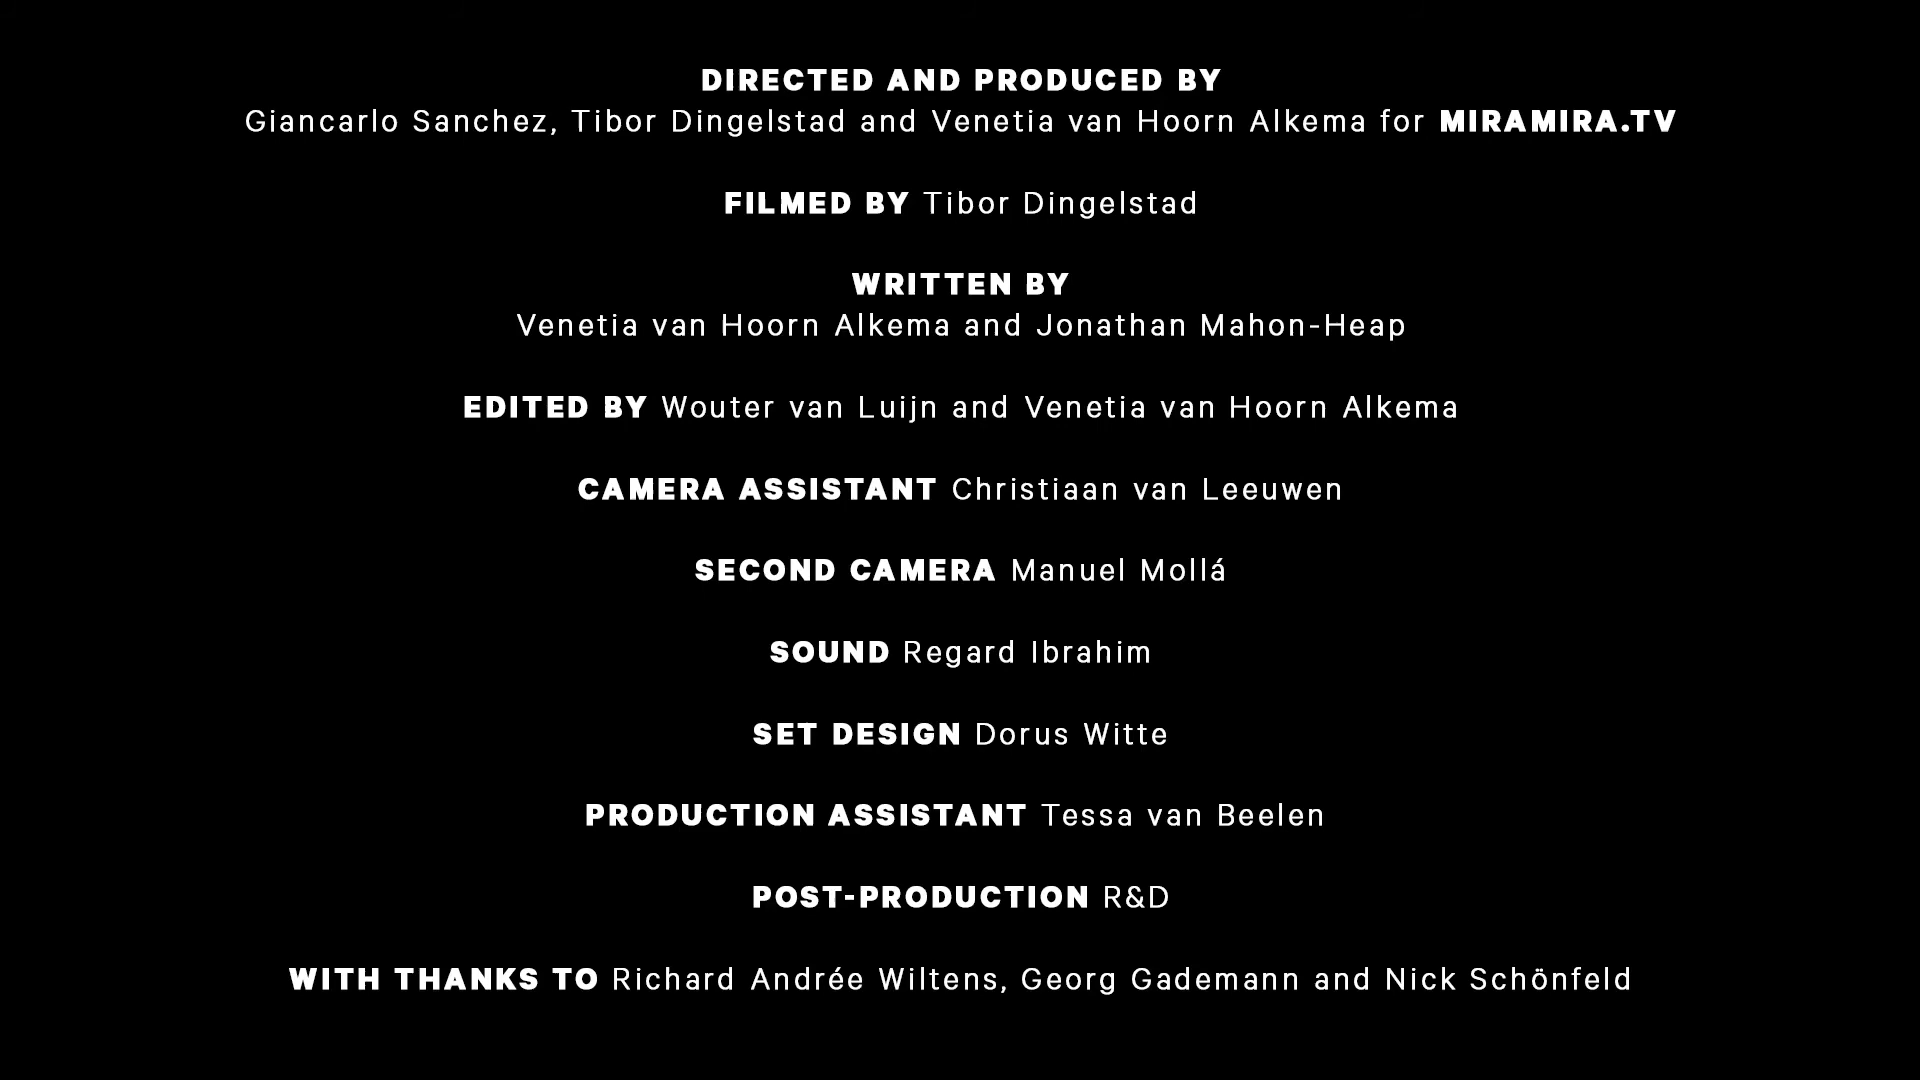 DIRECTED AND PRODUCED BY
Giancarlo Sanchez, Tibor Dingelstad and Venetia van Hoorn Alkema for MIRAMIRA.TV
FILMED BY Tibor Dingelstad
WRITTEN BY
Venetia van Hoorn Alkema and Jonathan Mahon-Heap
EDITED BY Wouter van Luijn and Venetia van Hoorn Alkema
CAMERA ASSISTANT Christiaan van Leeuwen
SECOND CAMERA Manuel Mollá
SOUND Regard Ibrahim
SET DESIGN Dorus Witte
PRODUCTION ASSISTANT Tessa van Beelen
POST-PRODUCTION R&D
WITH THANKS TO Richard Andrée Wiltens, Georg Gademann and Nick Schönfeld